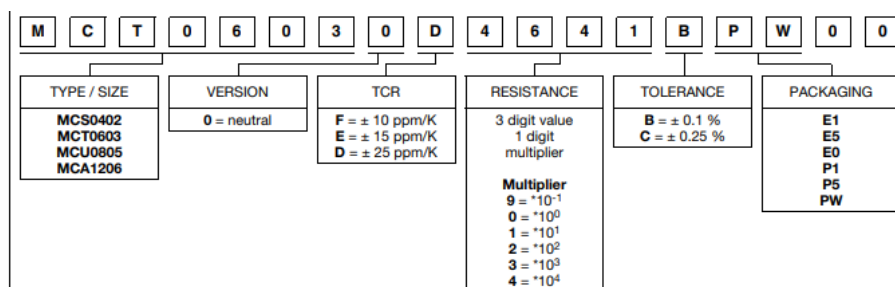 M C T 0 6 0 3 0 D 4 6 4 1 B P W 0 0
TYPE / SIZE
MCS0402
MCT0603
MCU0805
MCA1206
VERSION
0 = neutral
TCR
F = ± 10 ppm/K
E = ± 15 ppm/K
D = ± 25 ppm/K
RESISTANCE
3 digit value
1 digit
multiplier
Multiplier
9 = *10⁻¹
0 = *10⁰
1 = *10¹
2 = *10²
3 = *10³
4 = *10⁴
TOLERANCE
B = ± 0.1 %
C = ± 0.25 %
PACKAGING
E1
E5
E0
P1
P5
PW